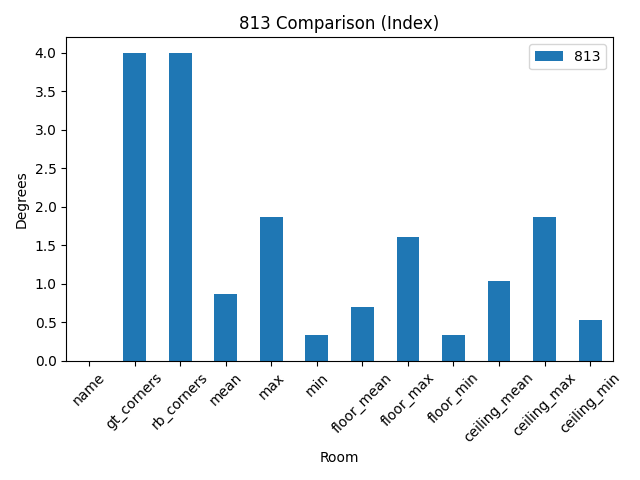 813 Comparison (Index)
813
4.0
3.5
3.0
2.5
2.0
1.5
1.0
0.5
0.0
Degrees
name
gt_corners
rb_corners
mean
max
min
floor_mean
floor_max
floor_min
ceiling_mean
ceiling_max
ceiling_min
Room